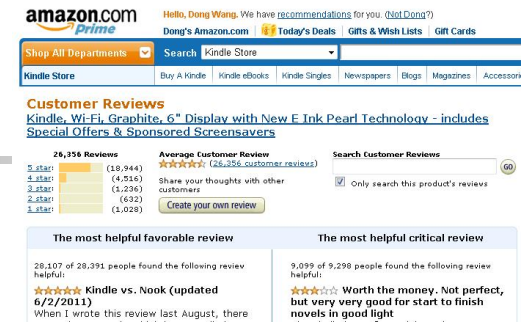 amazon.com
Prime
Hello, Dong Wang. We have recommendations for you. (Not Dong?)
Dong's Amazon.com Today's Deals Gifts & Wish Lists Gift Cards
Shop All Departments Search Kindle Store
Kindle Store Buy A Kindle Kindle eBooks Kindle Singles Newspapers Blogs Magazines Accessori
Customer Reviews
Kindle, Wi-Fi, Graphite, 6" Display with New E Ink Pearl Technology - includes
Special Offers & Sponsored Screensavers
26,356 Reviews
5 star: (18,944)
4 star: (4,516)
3 star: (1,236)
2 star: (632)
1 star: (1,028)
Average Customer Review
(26,356 customer reviews)
Share your thoughts with other
customers
Create your own review
Search Customer Reviews
GO
Only search this product's reviews
The most helpful favorable review
28,107 of 28,391 people found the following review
helpful:
Kindle vs. Nook (updated
6/2/2011)
When I wrote this review last August, there
The most helpful critical review
9,099 of 9,298 people found the following review
helpful:
Worth the money. Not perfect,
but very very good for start to finish
novels in good light